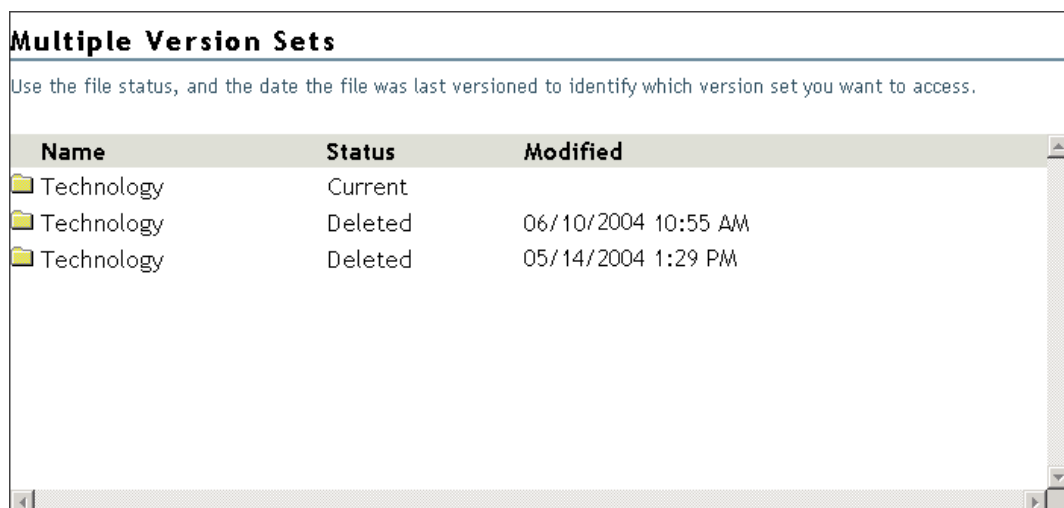 Multiple Version Sets
Use the file status, and the date the file was last versioned to identify which version set you want to access.
Name Status Modified
Technology Current
Technology Deleted 06/10/2004 10:55 AM
Technology Deleted 05/14/2004 1:29 PM